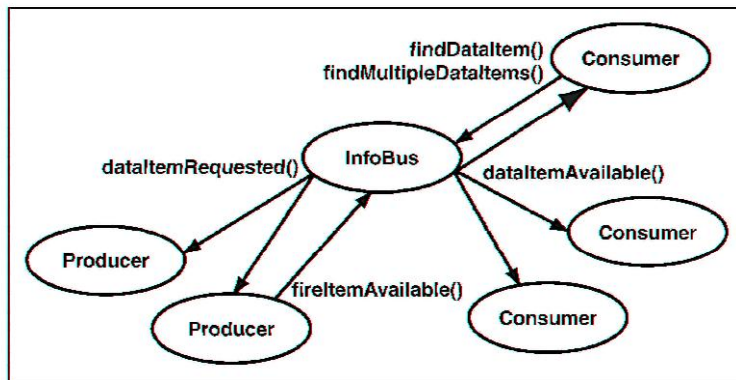 findDataItem()
findMultipleDataItems()
Consumer
InfoBus
dataItemRequested()
dataItemAvailable()
Consumer
Producer
fireItemAvailable()
Producer
Consumer